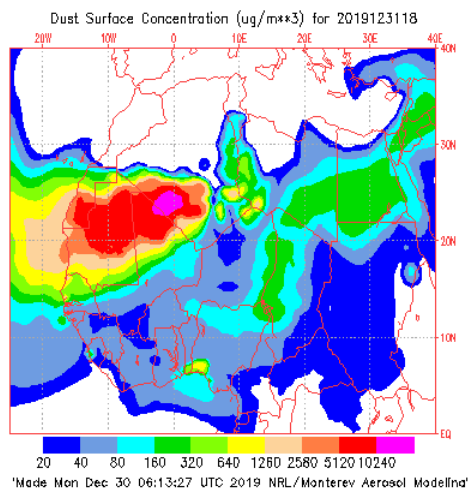 Dust Surface Concentration (ug/m**3) for 2019123118
20W 10W 0 10E 20E 30E 40E
40N
30N
20N
10N
EQ
20 40 80 160 320 640 1280 2580 5120 10240
'Made Mon Dec 30 06:13:27 UTC 2019 NRL/Monterey Aerosol Modeling'